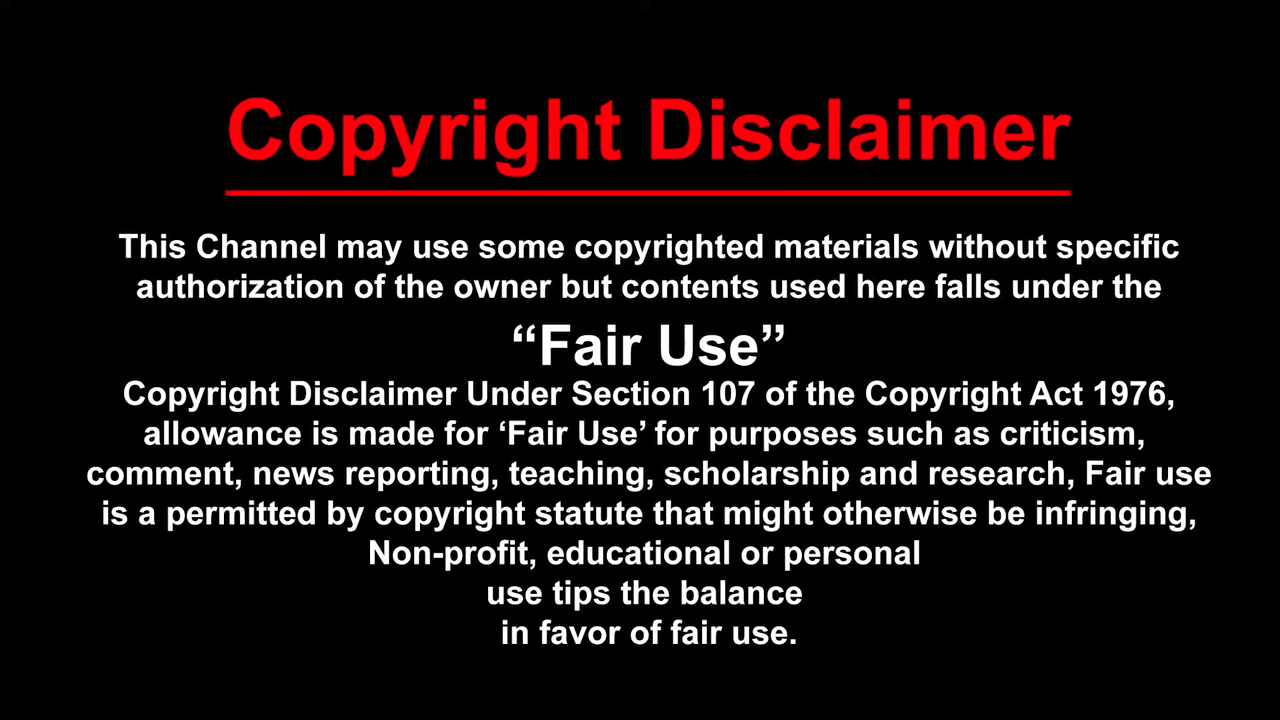 Copyright Disclaimer
This Channel may use some copyrighted materials without specific
authorization of the owner but contents used here falls under the
“Fair Use”
Copyright Disclaimer Under Section 107 of the Copyright Act 1976,
allowance is made for ‘Fair Use’ for purposes such as criticism,
comment, news reporting, teaching, scholarship and research, Fair use
is a permitted by copyright statute that might otherwise be infringing,
Non-profit, educational or personal
use tips the balance
in favor of fair use.